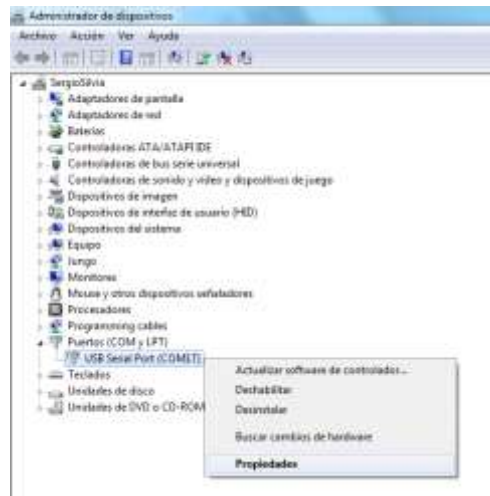 Administrador de dispositivos
Archivo Acción Ver Ayuda
SergioSilvia
Adaptadores de pantalla
Adaptadores de red
Baterías
Controladoras ATA/ATAPI IDE
Controladoras de bus serie universal
Controladoras de sonido y video y dispositivos de juego
Dispositivos de imagen
Dispositivos de interfaz de usuario (HID)
Dispositivos del sistema
Equipo
Jungo
Monitores
Mouse y otros dispositivos señaladores
Procesadores
Programming cables
Puertos (COM y LPT)
USB Serial Port
Teclados
Unidades de disco
Unidades de DVD o CD-ROM
Actualizar software de controlador...
Deshabilitar
Desinstalar
Buscar cambios de hardware
Propiedades